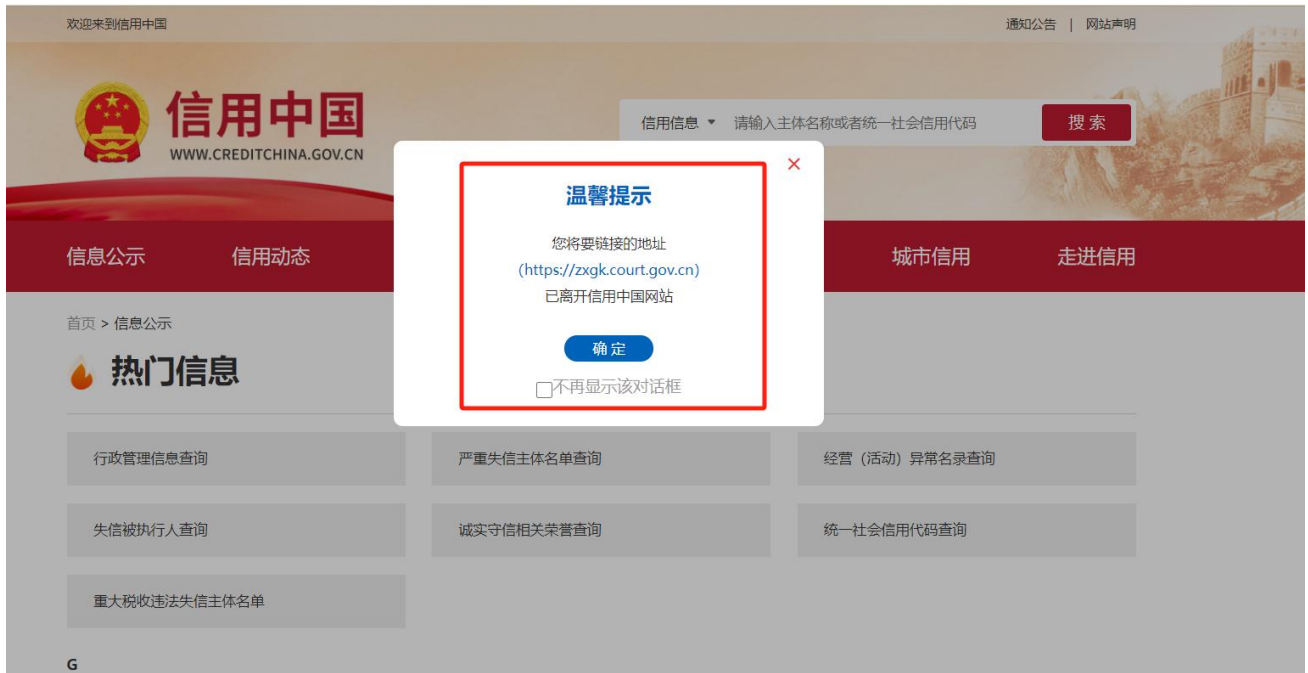 欢迎来到信用中国
通知公告 | 网站声明
信用中国
WWW.CREDITCHINA.GOV.CN
信用信息 请输入主体名称或者统一社会信用代码 搜索
温馨提示
您将要链接的地址
(https://zxgk.court.gov.cn)
已离开信用中国网站
确定
不再显示该对话框
信息公示 信用动态 城市信用 走进信用
首页 > 信息公示
热门信息
行政管理信息查询 严重失信主体名单查询 经营（活动）异常名录查询
失信被执行人查询 诚实守信相关荣誉查询 统一社会信用代码查询
重大税收违法失信主体名单
G